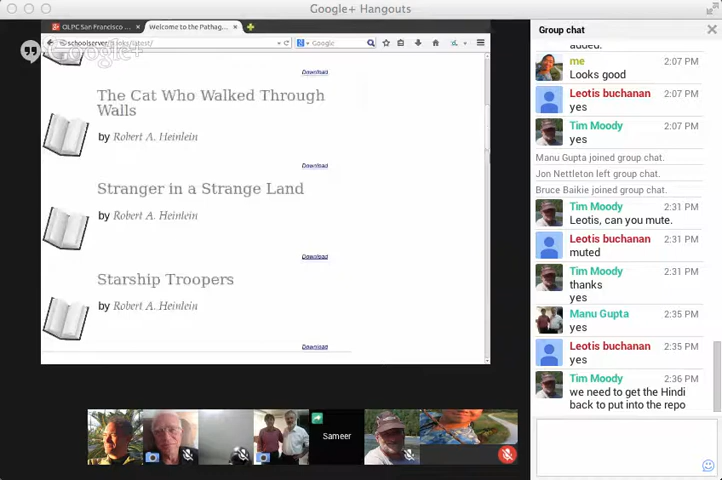 Google+ Hangouts
OLPC San Francisco ...
Welcome to the Pathag...
Google+
schoolserver
Google
Download
The Cat Who Walked Through
Walls
by Robert A. Heinlein
Download
Stranger in a Strange Land
by Robert A. Heinlein
Download
Starship Troopers
by Robert A. Heinlein
Download
Sameer
Group chat
added.
me
Looks good
2:07 PM
Leotis buchanan
2:07 PM
yes
Tim Moody
2:07 PM
yes
Manu Gupta joined group chat.
Jon Nettleton left group chat.
Bruce Baikie joined group chat.
Tim Moody
2:31 PM
Leotis, can you mute.
Leotis buchanan
2:31 PM
muted
Tim Moody
2:31 PM
thanks
yes
Manu Gupta
2:35 PM
yes
Leotis buchanan
2:35 PM
yes
Tim Moody
2:36 PM
we need to get the Hindi
back to put into the repo